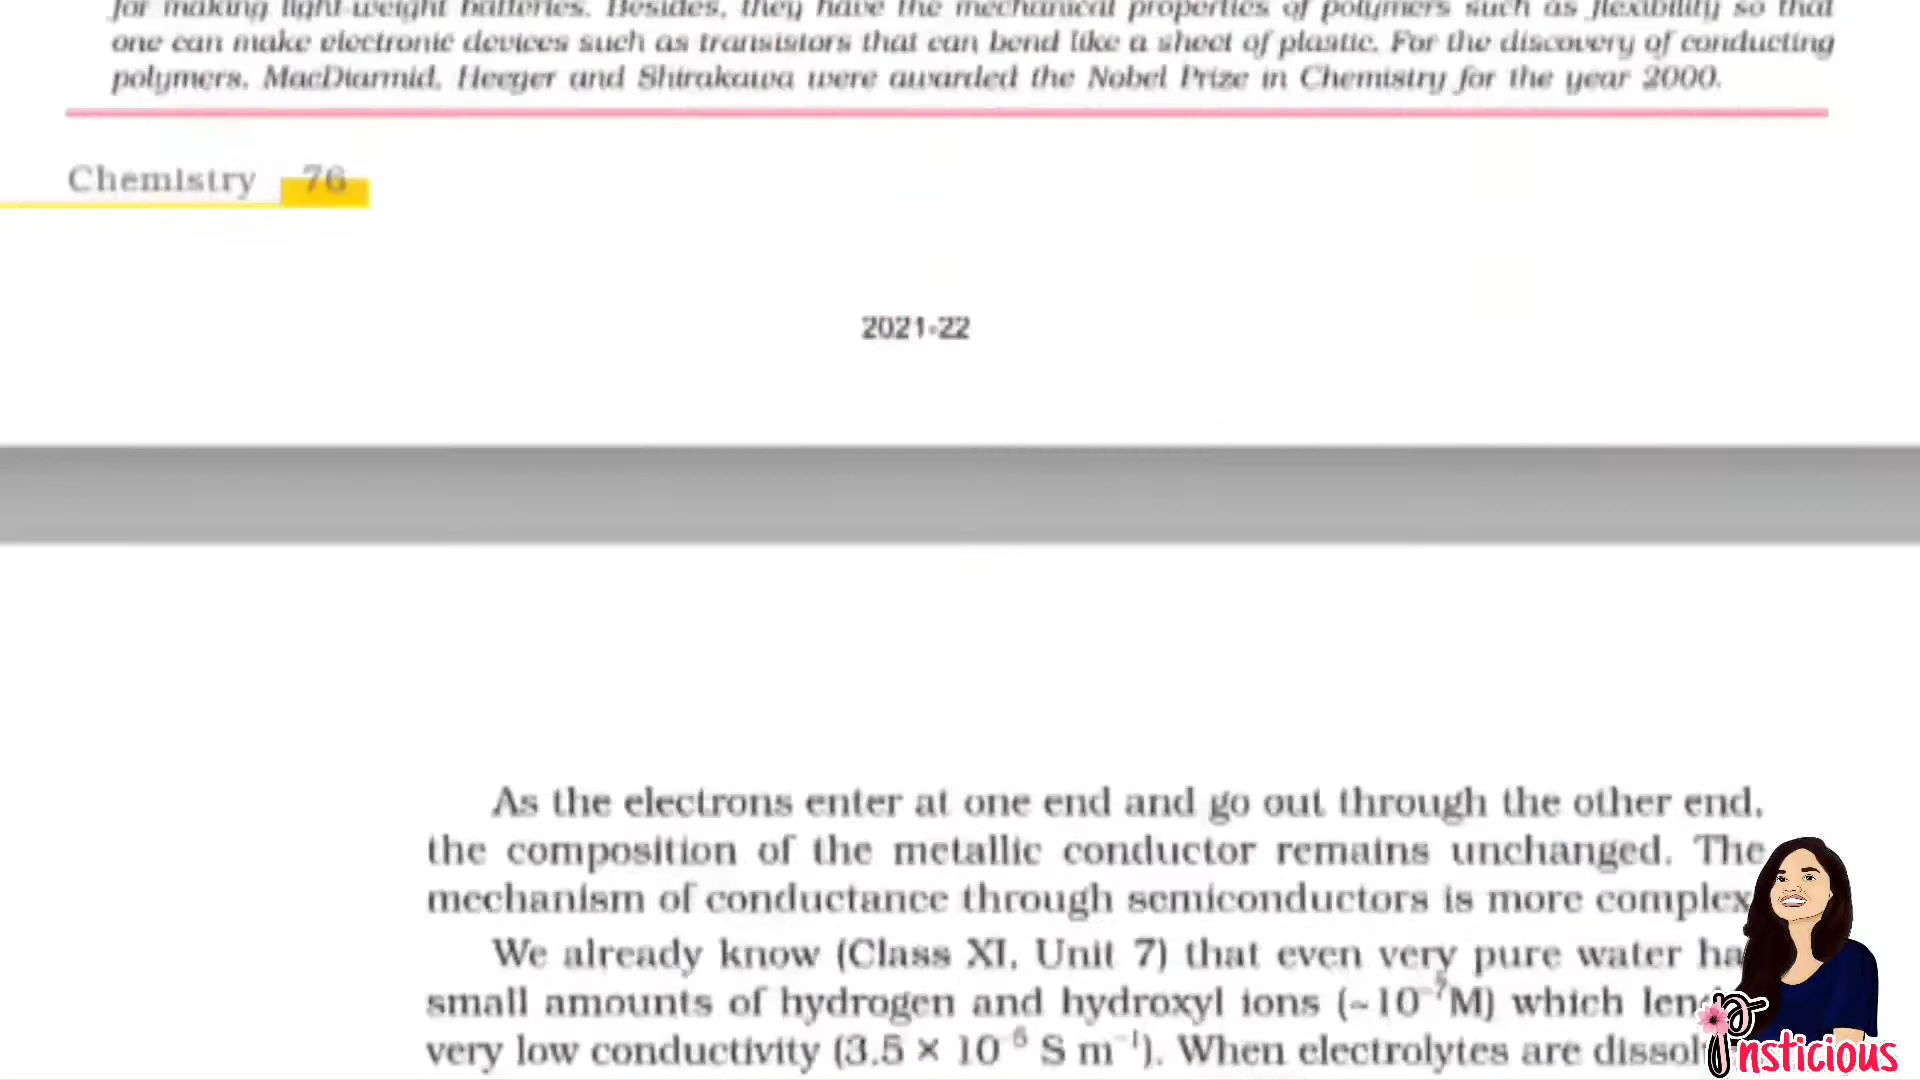 for making light-weight batteries. Besides, they have the mechanical properties of polymers such as flexibility so that
one can make electronic devices such as transistors that can bend like a sheet of plastic. For the discovery of conducting
polymers, MacDiarmid, Heeger and Shirakawa were awarded the Nobel Prize in Chemistry for the year 2000.
Chemistry 76
2021-22
As the electrons enter at one end and go out through the other end,
the composition of the metallic conductor remains unchanged. The
mechanism of conductance through semiconductors is more complex
We already know (Class XI, Unit 7) that even very pure water ha
small amounts of hydrogen and hydroxyl ions (~10⁻⁷M) which len
very low conductivity (3.5 × 10⁻⁵ S m⁻¹). When electrolytes are dissol
Insticious